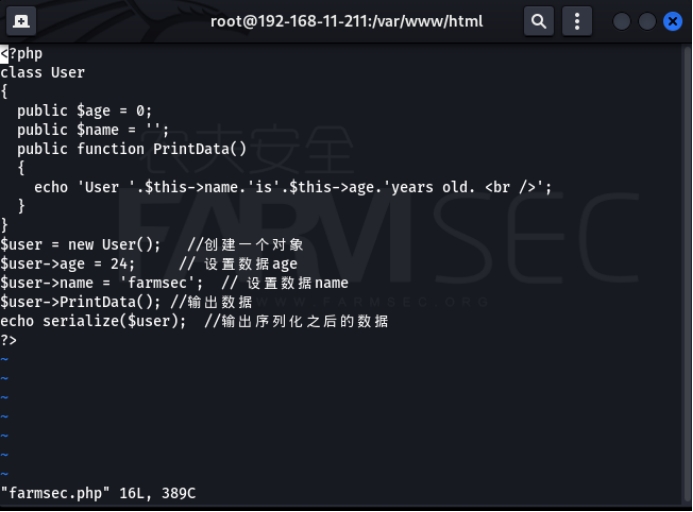 root@192-168-11-211:/var/www/html
<?php
class User
{
  public $age = 0;
  public $name = '';
  public function PrintData()
  {
    echo 'User '.$this->name.'is'.$this->age.'years old. <br />';
  }
}
$user = new User();   //创建一个对象
$user->age = 24;     // 设置数据age
$user->name = 'farmsec';  // 设置数据name
$user->PrintData(); //输出数据
echo serialize($user);  //输出序列化之后的数据
?>
~
~
~
~
~
~
~
"farmsec.php" 16L, 389C
农夫安全
FARMSEC
WWW.FARMSEC.ORG